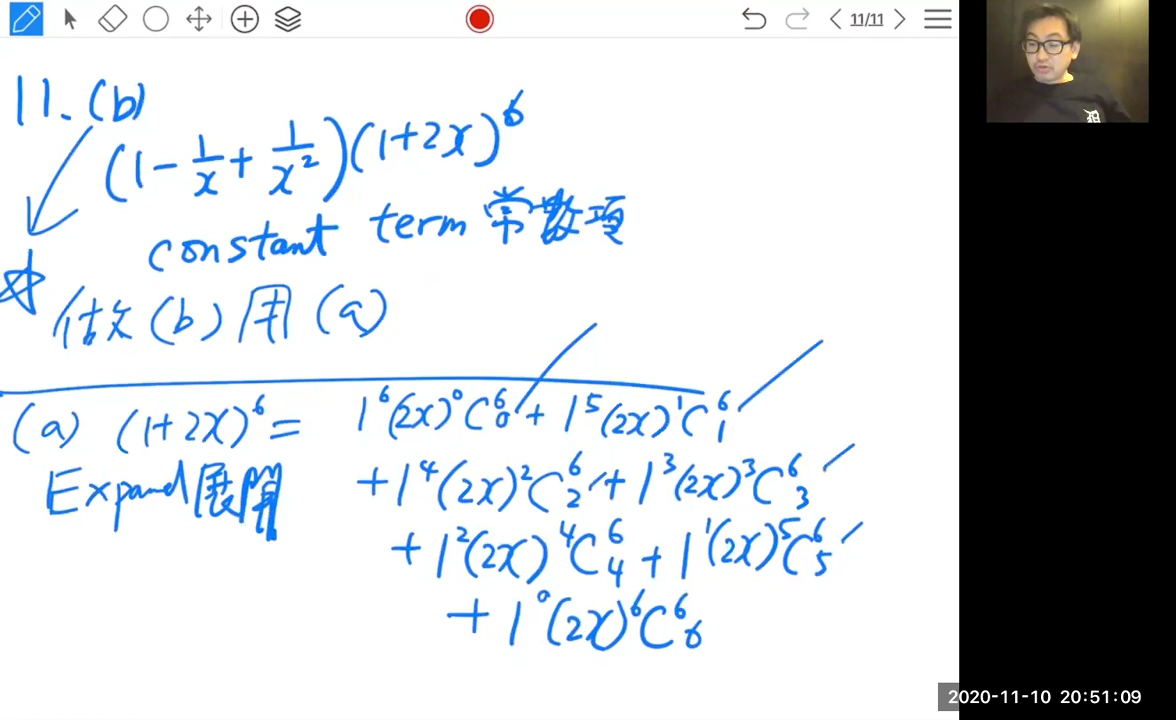 11/11
11. (b)
(1 - 1/x + 1/x²)(1+2x)⁶
constant term 常数項
做 (b) 用 (a)
(a) (1+2x)⁶ = 1⁶(2x)⁰C⁶₀ + 1⁵(2x)¹C⁶₁
Expand 展開 + 1⁴(2x)²C⁶₂ + 1³(2x)³C⁶₃
+ 1²(2x)⁴C⁶₄ + 1¹(2x)⁵C⁶₅
+ 1⁰(2x)⁶C⁶₆
2020-11-10 20:51:09